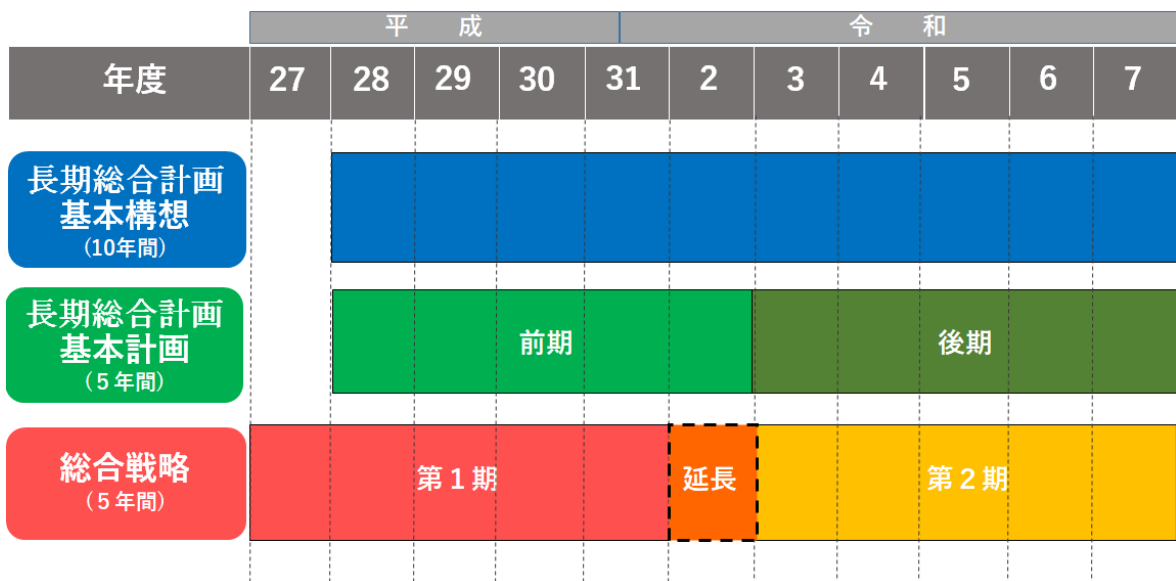 平　成
令　和
年度 27 28 29 30 31 2 3 4 5 6 7
長期総合計画
基本構想
（10年間）
長期総合計画
基本計画
（５年間）
前期
後期
総合戦略
（５年間）
第１期
延長
第２期